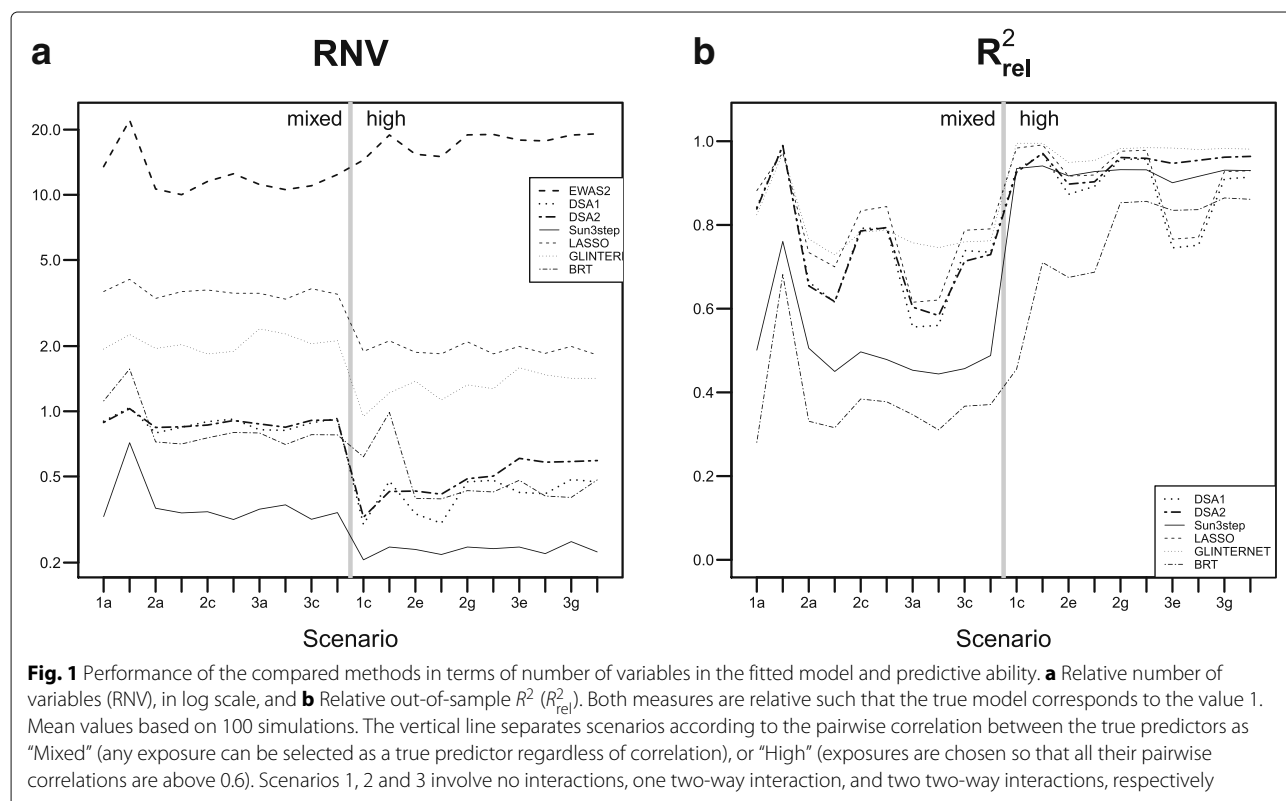 a
RNV
mixed
high
20.0
10.0
5.0
2.0
1.0
0.5
0.2
EWAS2
DSA1
DSA2
Sun3step
LASSO
GLINTERNE
BRT
1a
2a
2c
3a
3c
1c
2e
2g
3e
3g
Scenario
b
R²rel
mixed
high
1.0
0.8
0.6
0.4
0.2
0.0
DSA1
DSA2
Sun3step
LASSO
GLINTERNET
BRT
1a
2a
2c
3a
3c
1c
2e
2g
3e
3g
Scenario
Fig. 1 Performance of the compared methods in terms of number of variables in the fitted model and predictive ability. a Relative number of
variables (RNV), in log scale, and b Relative out-of-sample R² (R²rel). Both measures are relative such that the true model corresponds to the value 1.
Mean values based on 100 simulations. The vertical line separates scenarios according to the pairwise correlation between the true predictors as
“Mixed” (any exposure can be selected as a true predictor regardless of correlation), or “High” (exposures are chosen so that all their pairwise
correlations are above 0.6). Scenarios 1, 2 and 3 involve no interactions, one two-way interaction, and two two-way interactions, respectively